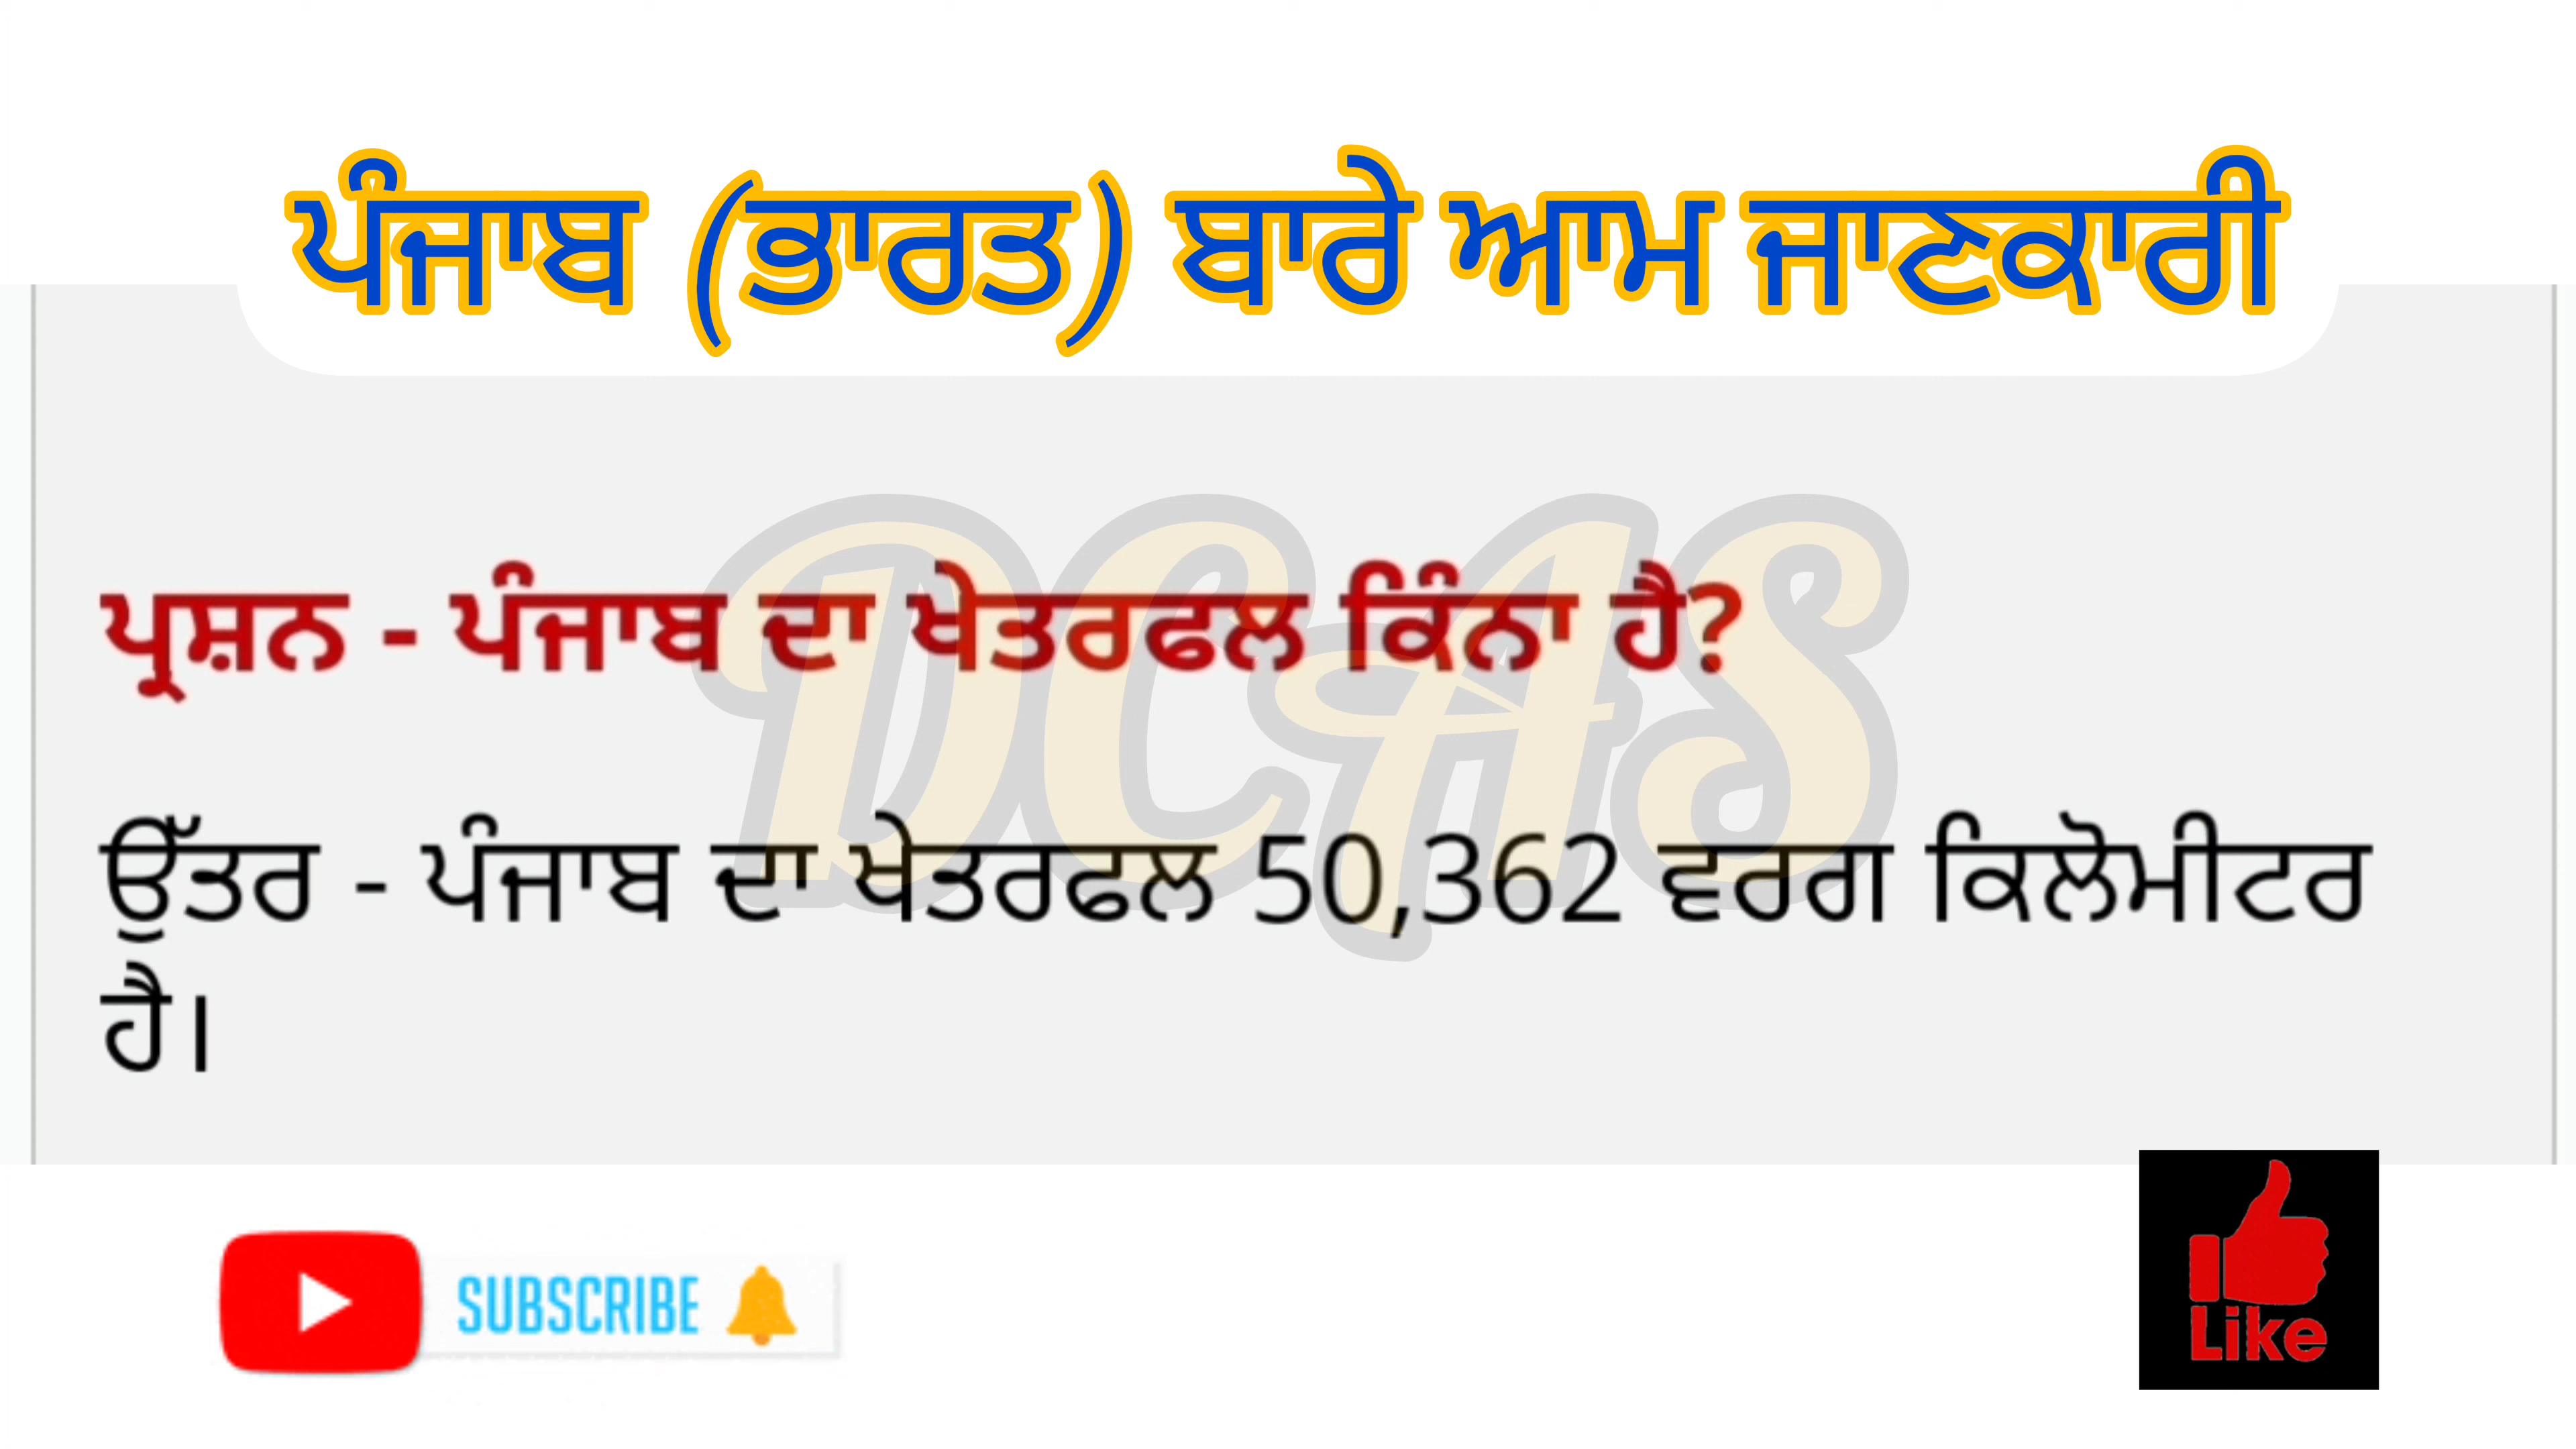 ਪੰਜਾਬ (ਭਾਰਤ) ਬਾਰੇ ਆਮ ਜਾਣਕਾਰੀ
DCAS
ਪ੍ਰਸ਼ਨ - ਪੰਜਾਬ ਦਾ ਖੇਤਰਫਲ ਕਿੰਨਾ ਹੈ?
ਉੱਤਰ - ਪੰਜਾਬ ਦਾ ਖੇਤਰਫਲ 50,362 ਵਰਗ ਕਿਲੋਮੀਟਰ
ਹੈ।
SUBSCRIBE
Like